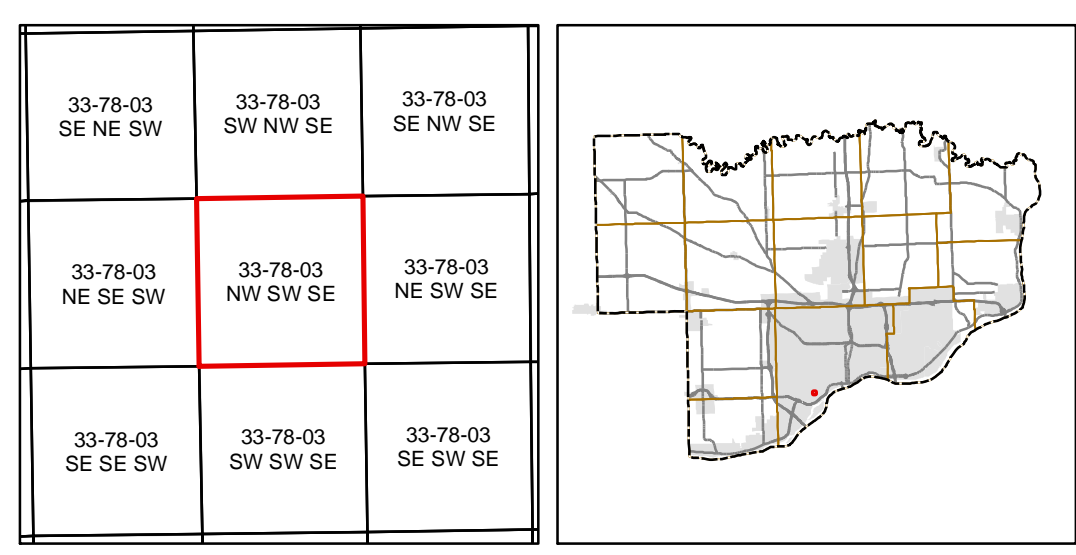 33-78-03
SE NE SW
33-78-03
SW NW SE
33-78-03
SE NW SE
33-78-03
NE SE SW
33-78-03
NW SW SE
33-78-03
NE SW SE
33-78-03
SE SE SW
33-78-03
SW SW SE
33-78-03
SE SW SE